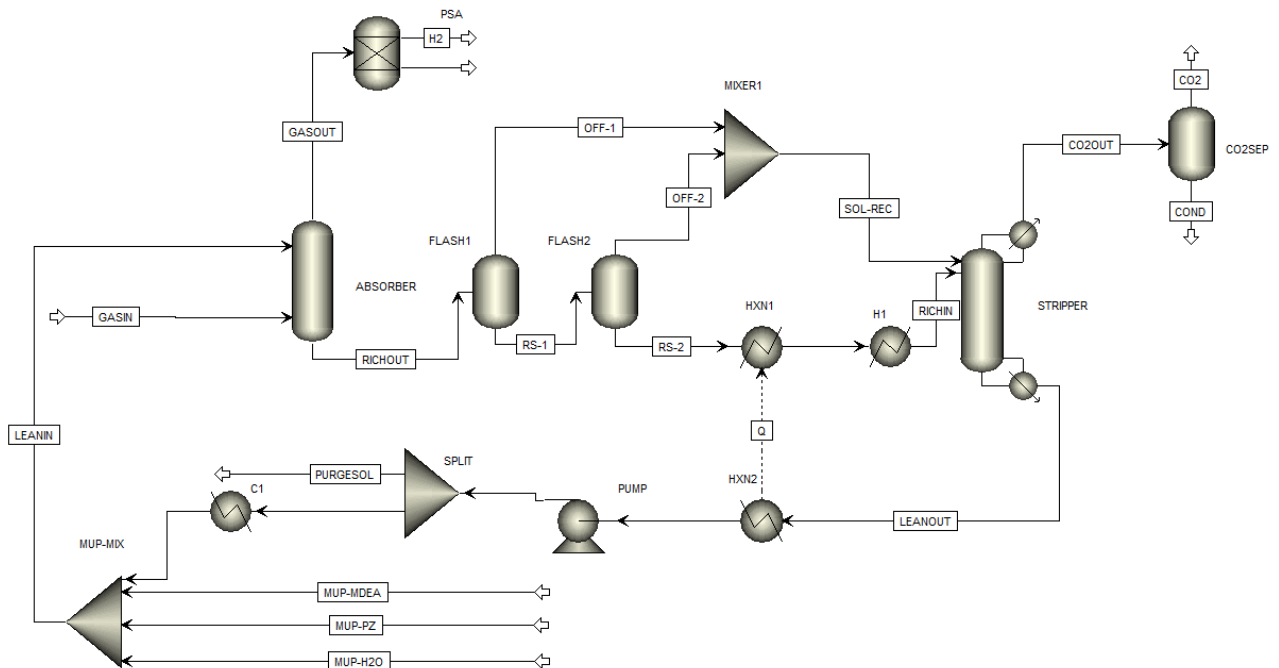 PSA
H2
MIXER1
CO2
GASOUT
OFF-1
CO2OUT
CO2SEP
OFF-2
SOL-REC
COND
FLASH1
FLASH2
ABSORBER
HXN1
H1
RICHIN
STRIPPER
GASIN
RS-1
RS-2
RICHOUT
LEANIN
Q
SPLIT
PURGESOL
C1
PUMP
HXN2
LEANOUT
MUP-MIX
MUP-MDEA
MUP-PZ
MUP-H2O